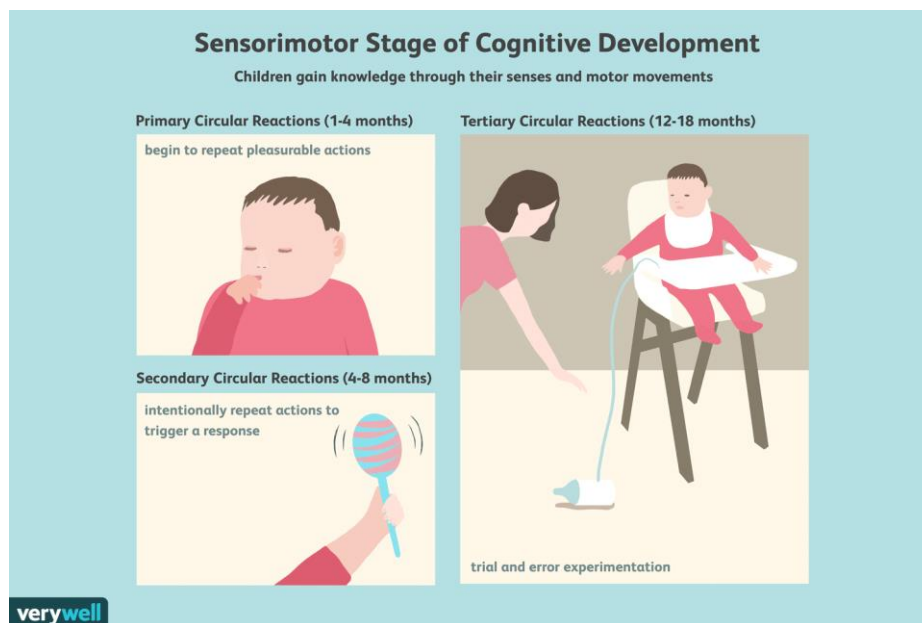 Sensorimotor Stage of Cognitive Development
Children gain knowledge through their senses and motor movements
Primary Circular Reactions (1-4 months)
begin to repeat pleasurable actions
Secondary Circular Reactions (4-8 months)
intentionally repeat actions to
trigger a response
Tertiary Circular Reactions (12-18 months)
trial and error experimentation
verywell